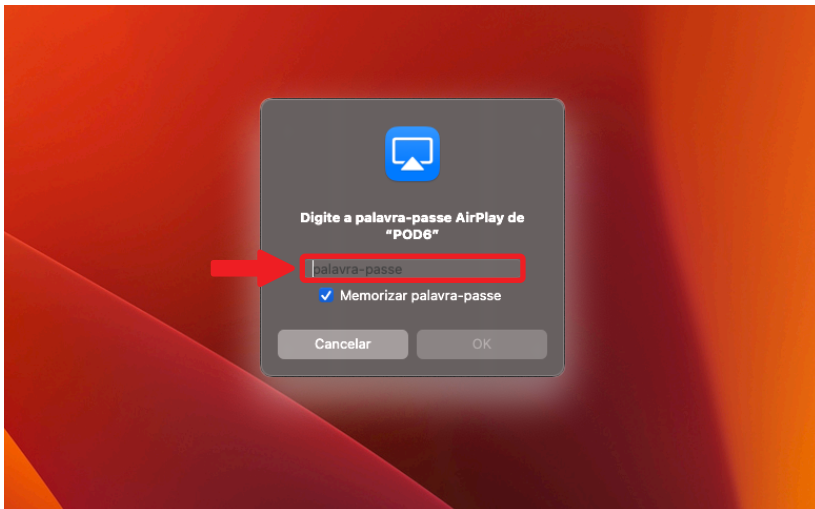 Digite a palavra-passe AirPlay de
“POD6”
palavra-passe
Memorizar palavra-passe
Cancelar
OK